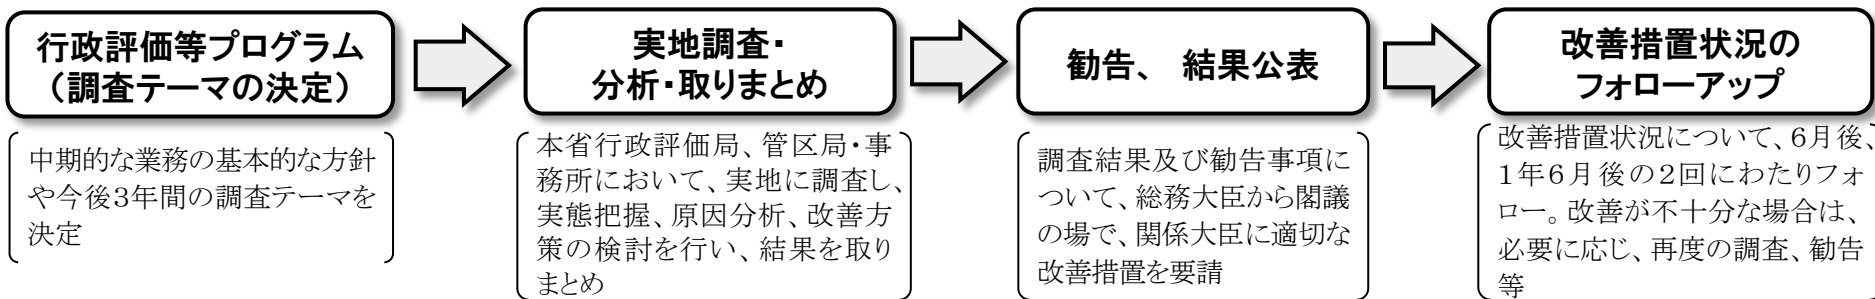 行政評価等プログラム
（調査テーマの決定）
中期的な業務の基本的な方針
や今後３年間の調査テーマを
決定
実地調査・
分析・取りまとめ
本省行政評価局、管区局・事
務所において、実地に調査し、
実態把握、原因分析、改善方
策の検討を行い、結果を取り
まとめ
勧告、　結果公表
調査結果及び勧告事項に
ついて、総務大臣から閣議
の場で、関係大臣に適切な
改善措置を要請
改善措置状況の
フォローアップ
改善措置状況について、６月後、
１年６月後の２回にわたりフォ
ロー。改善が不十分な場合は、
必要に応じ、再度の調査、勧告
等